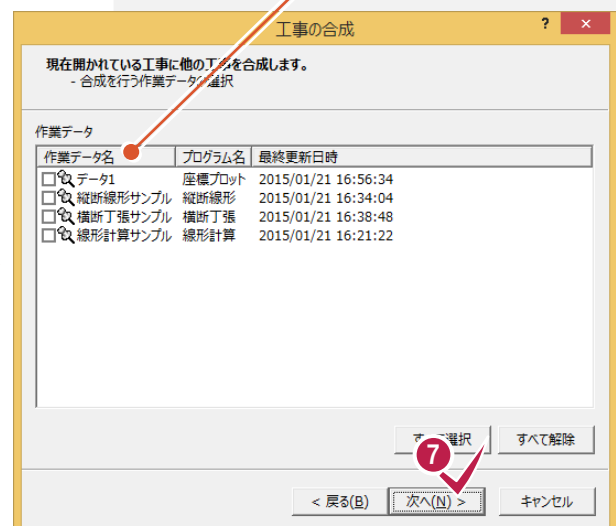 工事の合成
? ×
現在開かれている工事に他の工事を合成します。
- 合成を行う作業データの選択
作業データ
作業データ名 プログラム名 最終更新日時
データ1 座標プロット 2015/01/21 16:56:34
縦断線形サンプル 縦断線形 2015/01/21 16:34:04
横断丁張サンプル 横断丁張 2015/01/21 16:38:48
線形計算サンプル 線形計算 2015/01/21 16:21:22
すべて選択 すべて解除
7
< 戻る(B) 次へ(N) > キャンセル